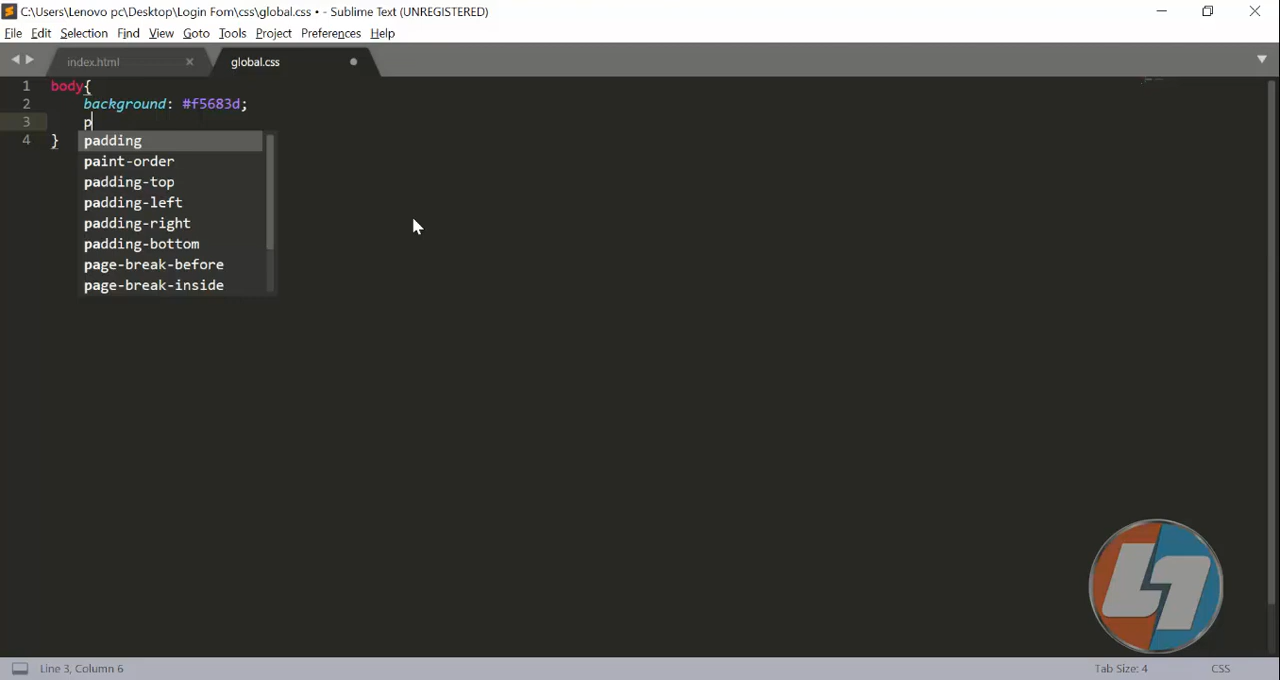 C:\Users\Lenovo pc\Desktop\Login Fom\css\global.css • - Sublime Text (UNREGISTERED)
File Edit Selection Find View Goto Tools Project Preferences Help
index.html × global.css
1 body{
2 background: #f5683d;
3 p
4 }
padding
paint-order
padding-top
padding-left
padding-right
padding-bottom
page-break-before
page-break-inside
Line 3, Column 6 Tab Size: 4 CSS